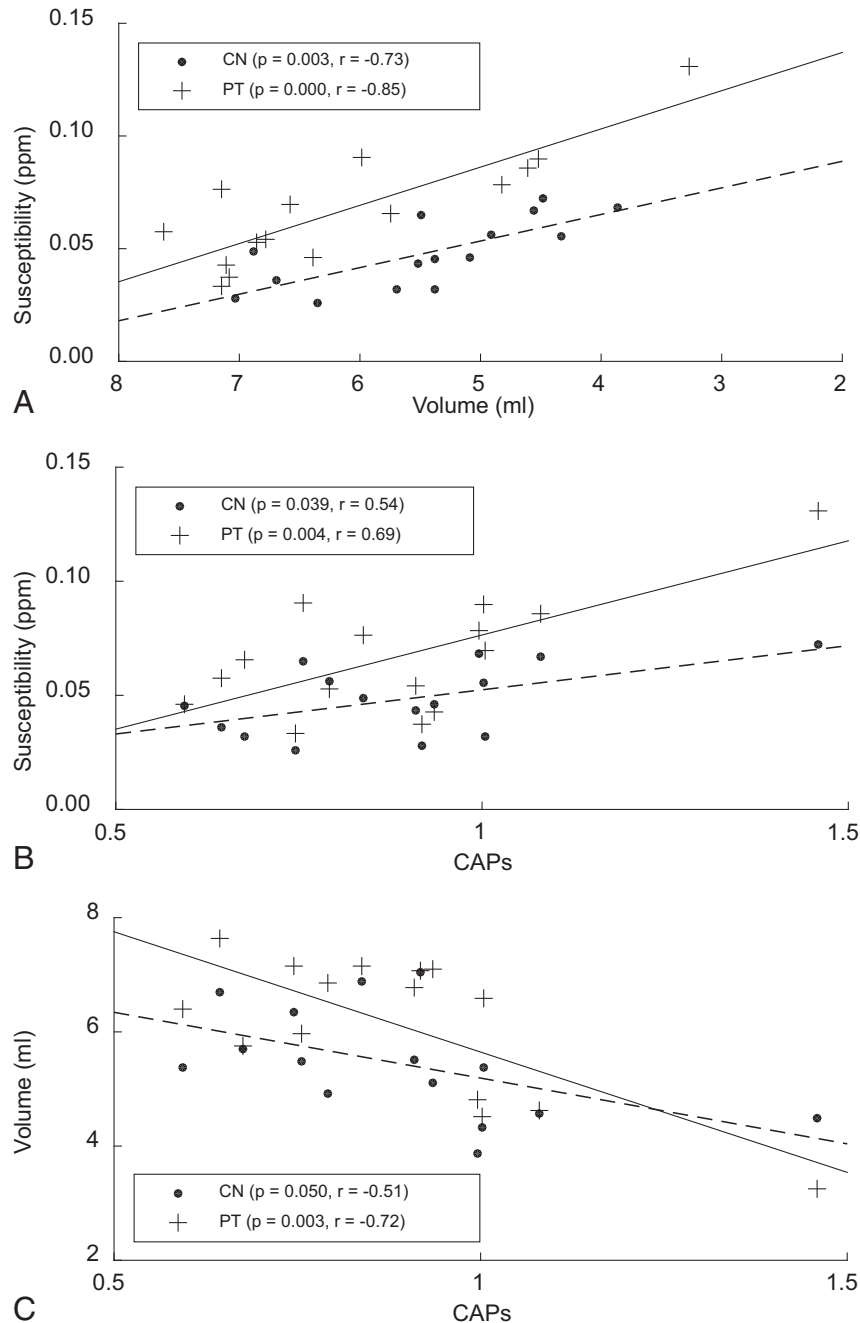 0.15
CN (p = 0.003, r = -0.73)
PT (p = 0.000, r = -0.85)
0.10
0.05
0.00
Susceptibility (ppm)
8 7 6 5 4 3 2
Volume (ml)
A
0.15
CN (p = 0.039, r = 0.54)
PT (p = 0.004, r = 0.69)
0.10
0.05
0.00
Susceptibility (ppm)
0.5 1 1.5
CAPs
B
8
6
4
Volume (ml)
CN (p = 0.050, r = -0.51)
PT (p = 0.003, r = -0.72)
2
0.5 1 1.5
CAPs
C